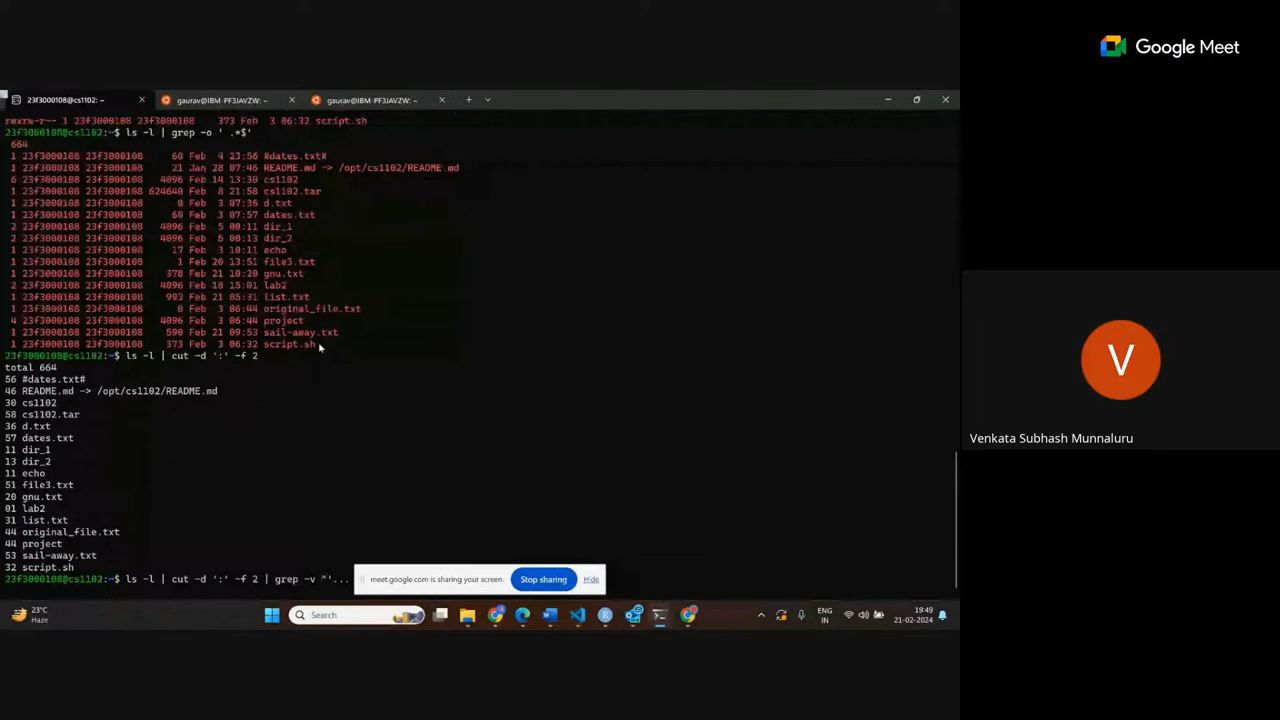 Google Meet
23f3000108@cs1102: ~
gaurav@IBM-PF3JAVZW: ~
gaurav@IBM-PF3JAVZW: ~
rwxrw-r-- 1 23f3000108 23f3000108 373 Feb 3 06:32 script.sh
23f3000108@cs1102:~$ ls -l | grep -o ' .*$'
664
1 23f3000108 23f3000108 60 Feb 4 23:56 #dates.txt#
1 23f3000108 23f3000108 21 Jan 28 07:46 README.md -> /opt/cs1102/README.md
6 23f3000108 23f3000108 4096 Feb 14 13:30 cs1102
1 23f3000108 23f3000108 624640 Feb 8 21:58 cs1102.tar
1 23f3000108 23f3000108 0 Feb 3 07:36 d.txt
1 23f3000108 23f3000108 60 Feb 3 07:57 dates.txt
2 23f3000108 23f3000108 4096 Feb 5 00:11 dir_1
2 23f3000108 23f3000108 4096 Feb 5 00:13 dir_2
1 23f3000108 23f3000108 17 Feb 3 10:11 echo
1 23f3000108 23f3000108 1 Feb 20 13:51 file3.txt
1 23f3000108 23f3000108 378 Feb 21 10:20 gnu.txt
2 23f3000108 23f3000108 4096 Feb 18 15:01 lab2
1 23f3000108 23f3000108 993 Feb 21 05:31 list.txt
1 23f3000108 23f3000108 0 Feb 3 06:44 original_file.txt
4 23f3000108 23f3000108 4096 Feb 3 06:44 project
1 23f3000108 23f3000108 590 Feb 21 09:53 sail-away.txt
1 23f3000108 23f3000108 373 Feb 3 06:32 script.sh
23f3000108@cs1102:~$ ls -l | cut -d ':' -f 2
total 664
56 #dates.txt#
46 README.md -> /opt/cs1102/README.md
30 cs1102
58 cs1102.tar
36 d.txt
57 dates.txt
11 dir_1
13 dir_2
11 echo
51 file3.txt
20 gnu.txt
01 lab2
31 list.txt
44 original_file.txt
44 project
53 sail-away.txt
32 script.sh
23f3000108@cs1102:~$ ls -l | cut -d ':' -f 2 | grep -v ^'...
meet.google.com is sharing your screen.
Stop sharing
Hide
Venkata Subhash Munnaluru
V
23°C
Haze
Search
ENG
IN
19:49
21-02-2024